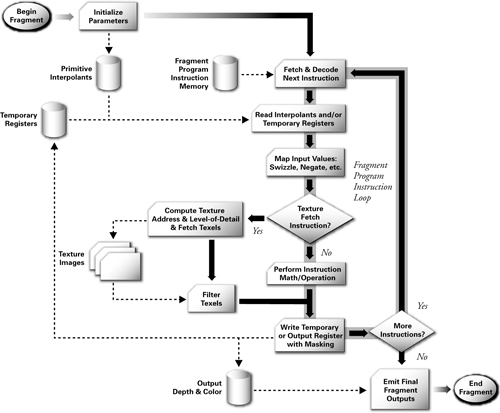 Begin
Fragment
Initialize
Parameters
Primitive
Interpolants
Fragment
Program
Instruction
Memory
Fetch & Decode
Next Instruction
Temporary
Registers
Read Interpolants and/or
Temporary Registers
Map Input Values:
Swizzle, Negate, etc.
Fragment
Program
Instruction
Loop
Compute Texture
Address & Level-of-Detail
& Fetch Texels
Yes
Texture
Fetch
Instruction?
No
Texture
Images
Perform Instruction
Math/Operation
Filter
Texels
Yes
Write Temporary
or Output Register
with Masking
More
Instructions?
No
Output
Depth & Color
Emit Final
Fragment
Outputs
End
Fragment